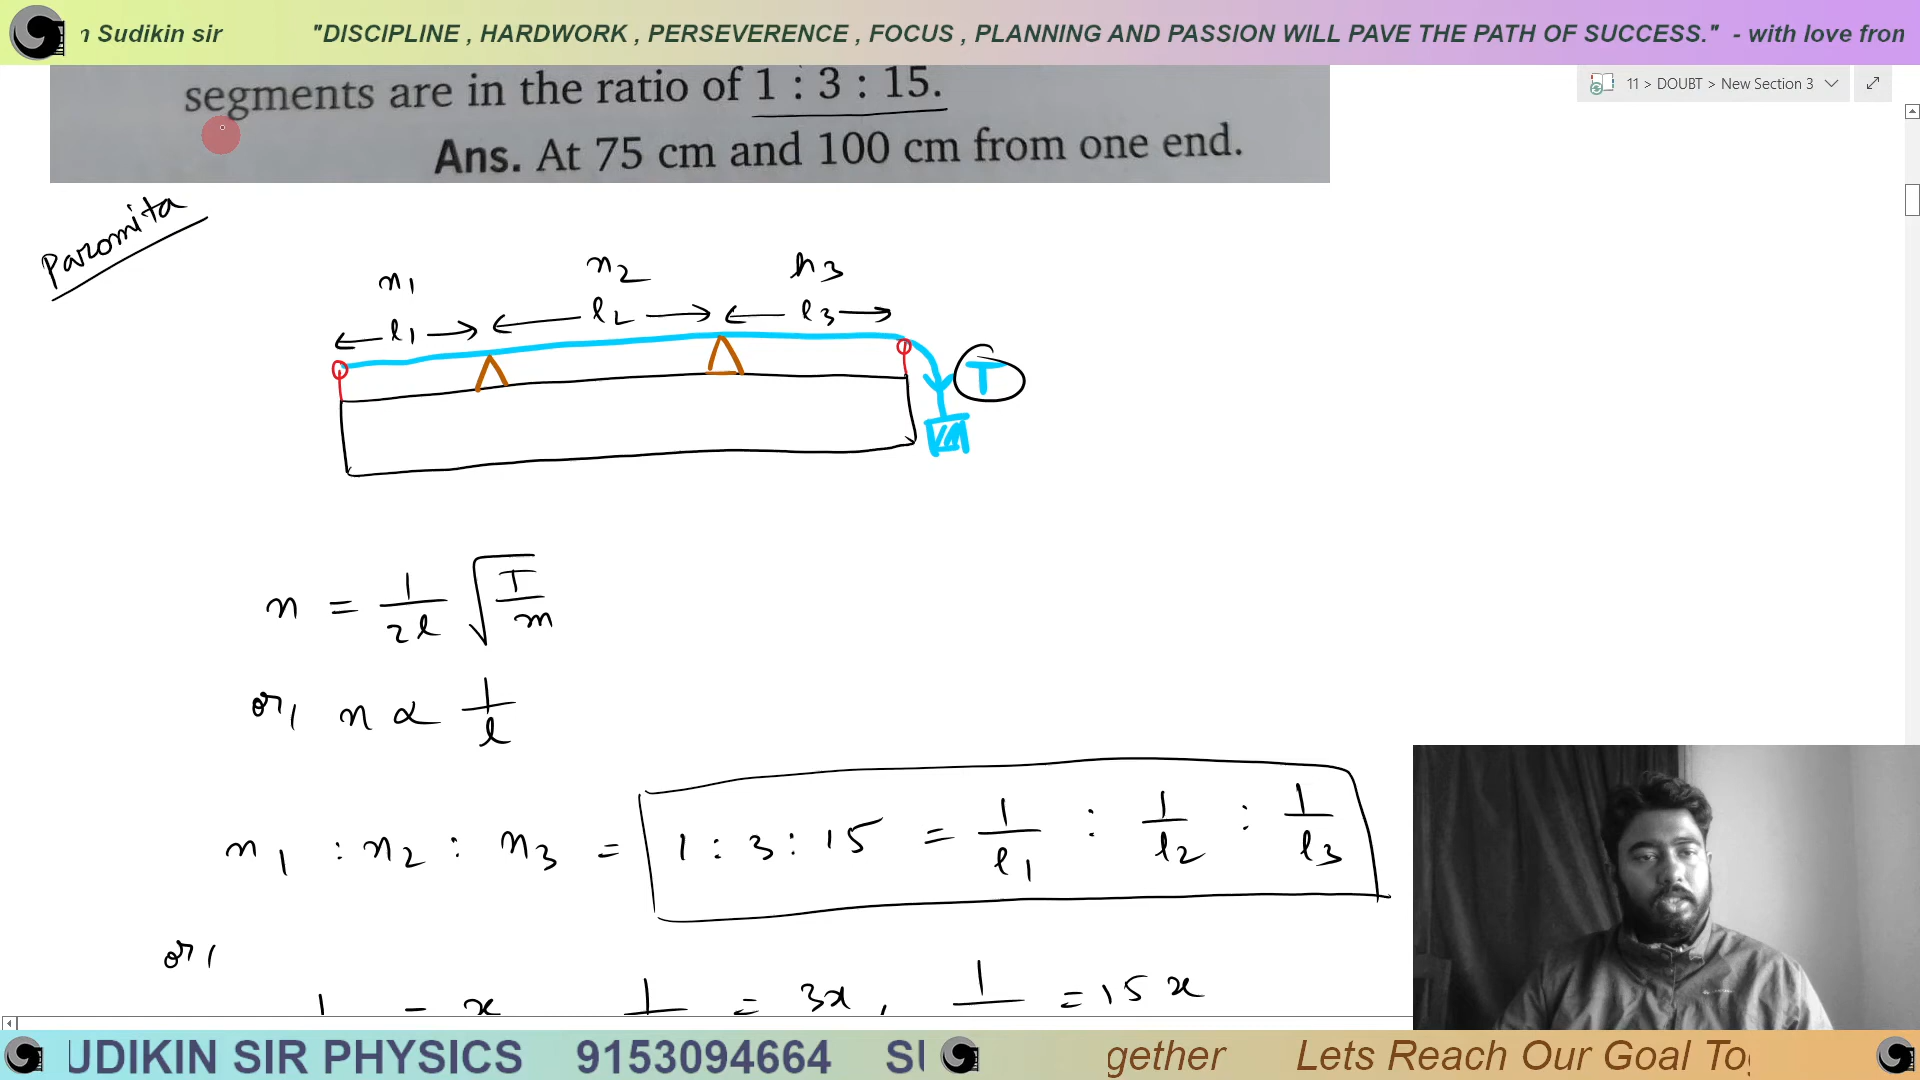 n Sudikin sir "DISCIPLINE , HARDWORK , PERSEVERENCE , FOCUS , PLANNING AND PASSION WILL PAVE THE PATH OF SUCCESS." - with love fron
11 > DOUBT > New Section 3
segments are in the ratio of 1 : 3 : 15.
Ans. At 75 cm and 100 cm from one end.
Paromita
n1 n2 n3
l1 l2 l3
T
n = 1/2l √T/m
or, n ∝ 1/l
n1 : n2 : n3 = 1 : 3 : 15 = 1/l1 : 1/l2 : 1/l3
or,
1 = x 1 = 3x , 1 = 15x
UDIKIN SIR PHYSICS 9153094664 SU gether Lets Reach Our Goal To